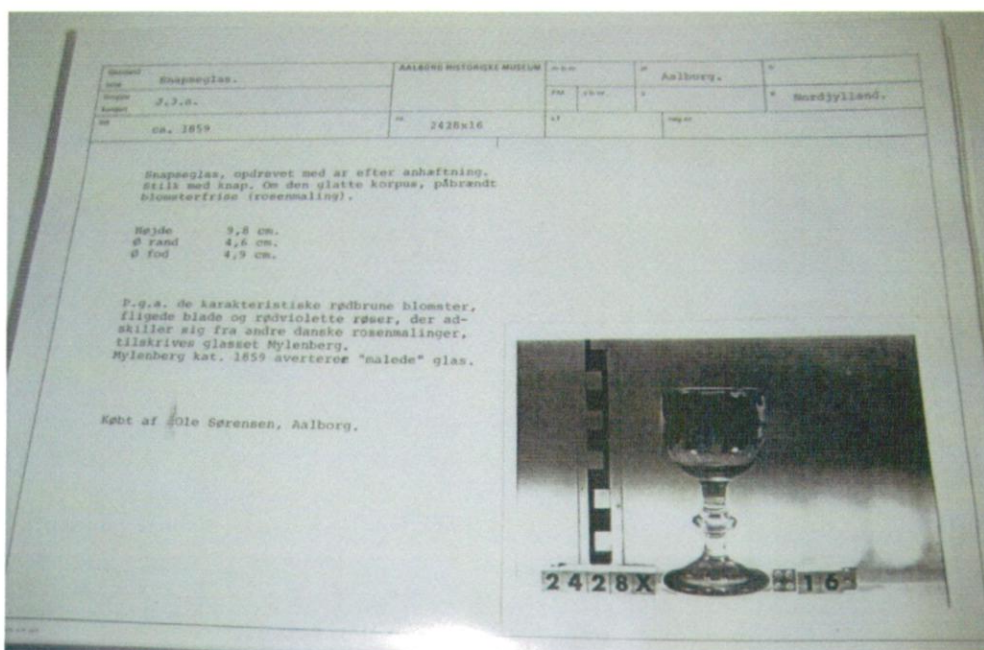 Snapseglas.
AALBORG HISTORISKE MUSEUM
Aalborg.
J.J.o.
Nordjylland.
ca. 1859
2428x16
Snapseglas, opdrevet med ar efter anhæftning.
Stilk med knap. Om den glatte korpus, påbrændt
blomsterfrise (rosenmaling).
Højde 9,8 cm.
Ø rand 4,6 cm.
Ø fod 4,9 cm.
P.g.a. de karakteristiske rødbrune blomster,
fligede blade og rødviolette røser, der ad-
skiller sig fra andre danske rosenmalinger,
tilskrives glasset Mylenberg.
Mylenberg kat. 1859 averterer "malede" glas.
Købt af Ole Sørensen, Aalborg.
2428X 16